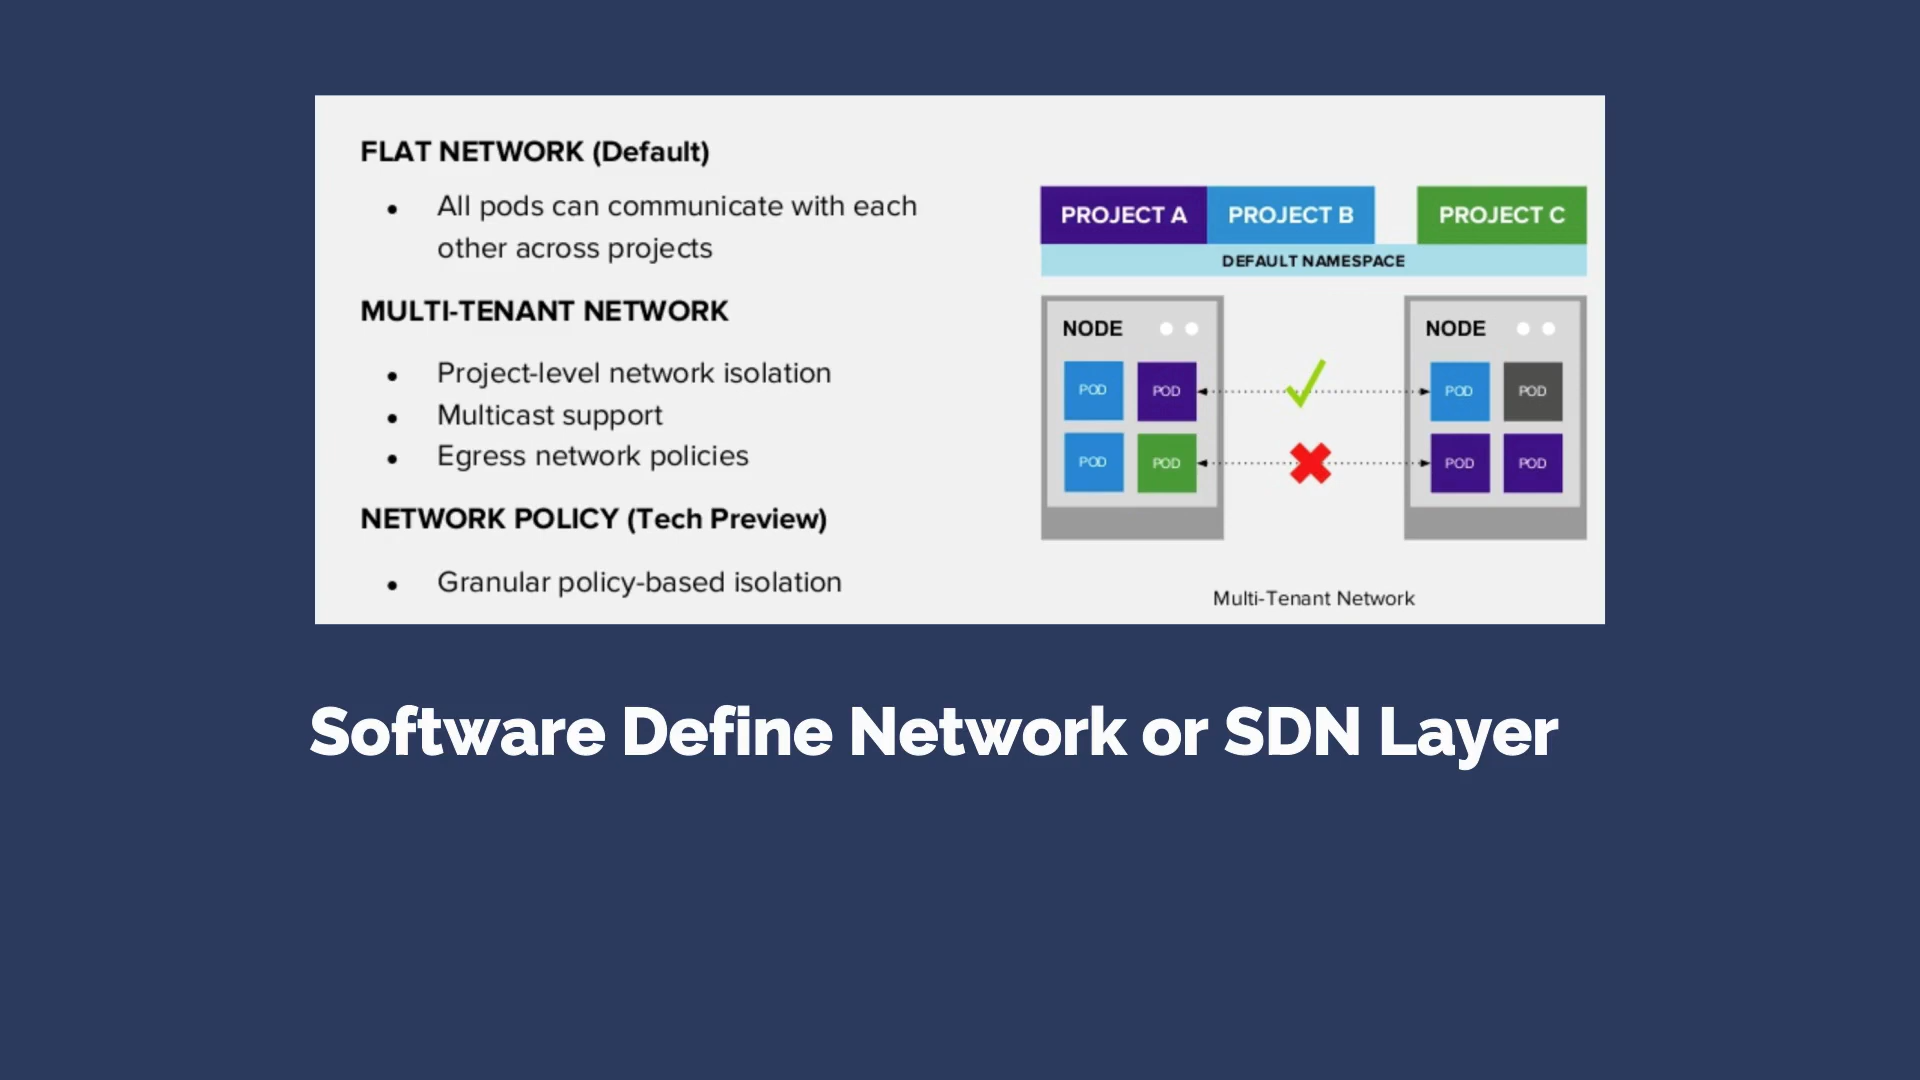 FLAT NETWORK (Default)
• All pods can communicate with each
other across projects
MULTI-TENANT NETWORK
• Project-level network isolation
• Multicast support
• Egress network policies
NETWORK POLICY (Tech Preview)
• Granular policy-based isolation
PROJECT A PROJECT B PROJECT C
DEFAULT NAMESPACE
NODE
POD POD
POD POD
NODE
POD POD
POD POD
Multi-Tenant Network
Software Define Network or SDN Layer